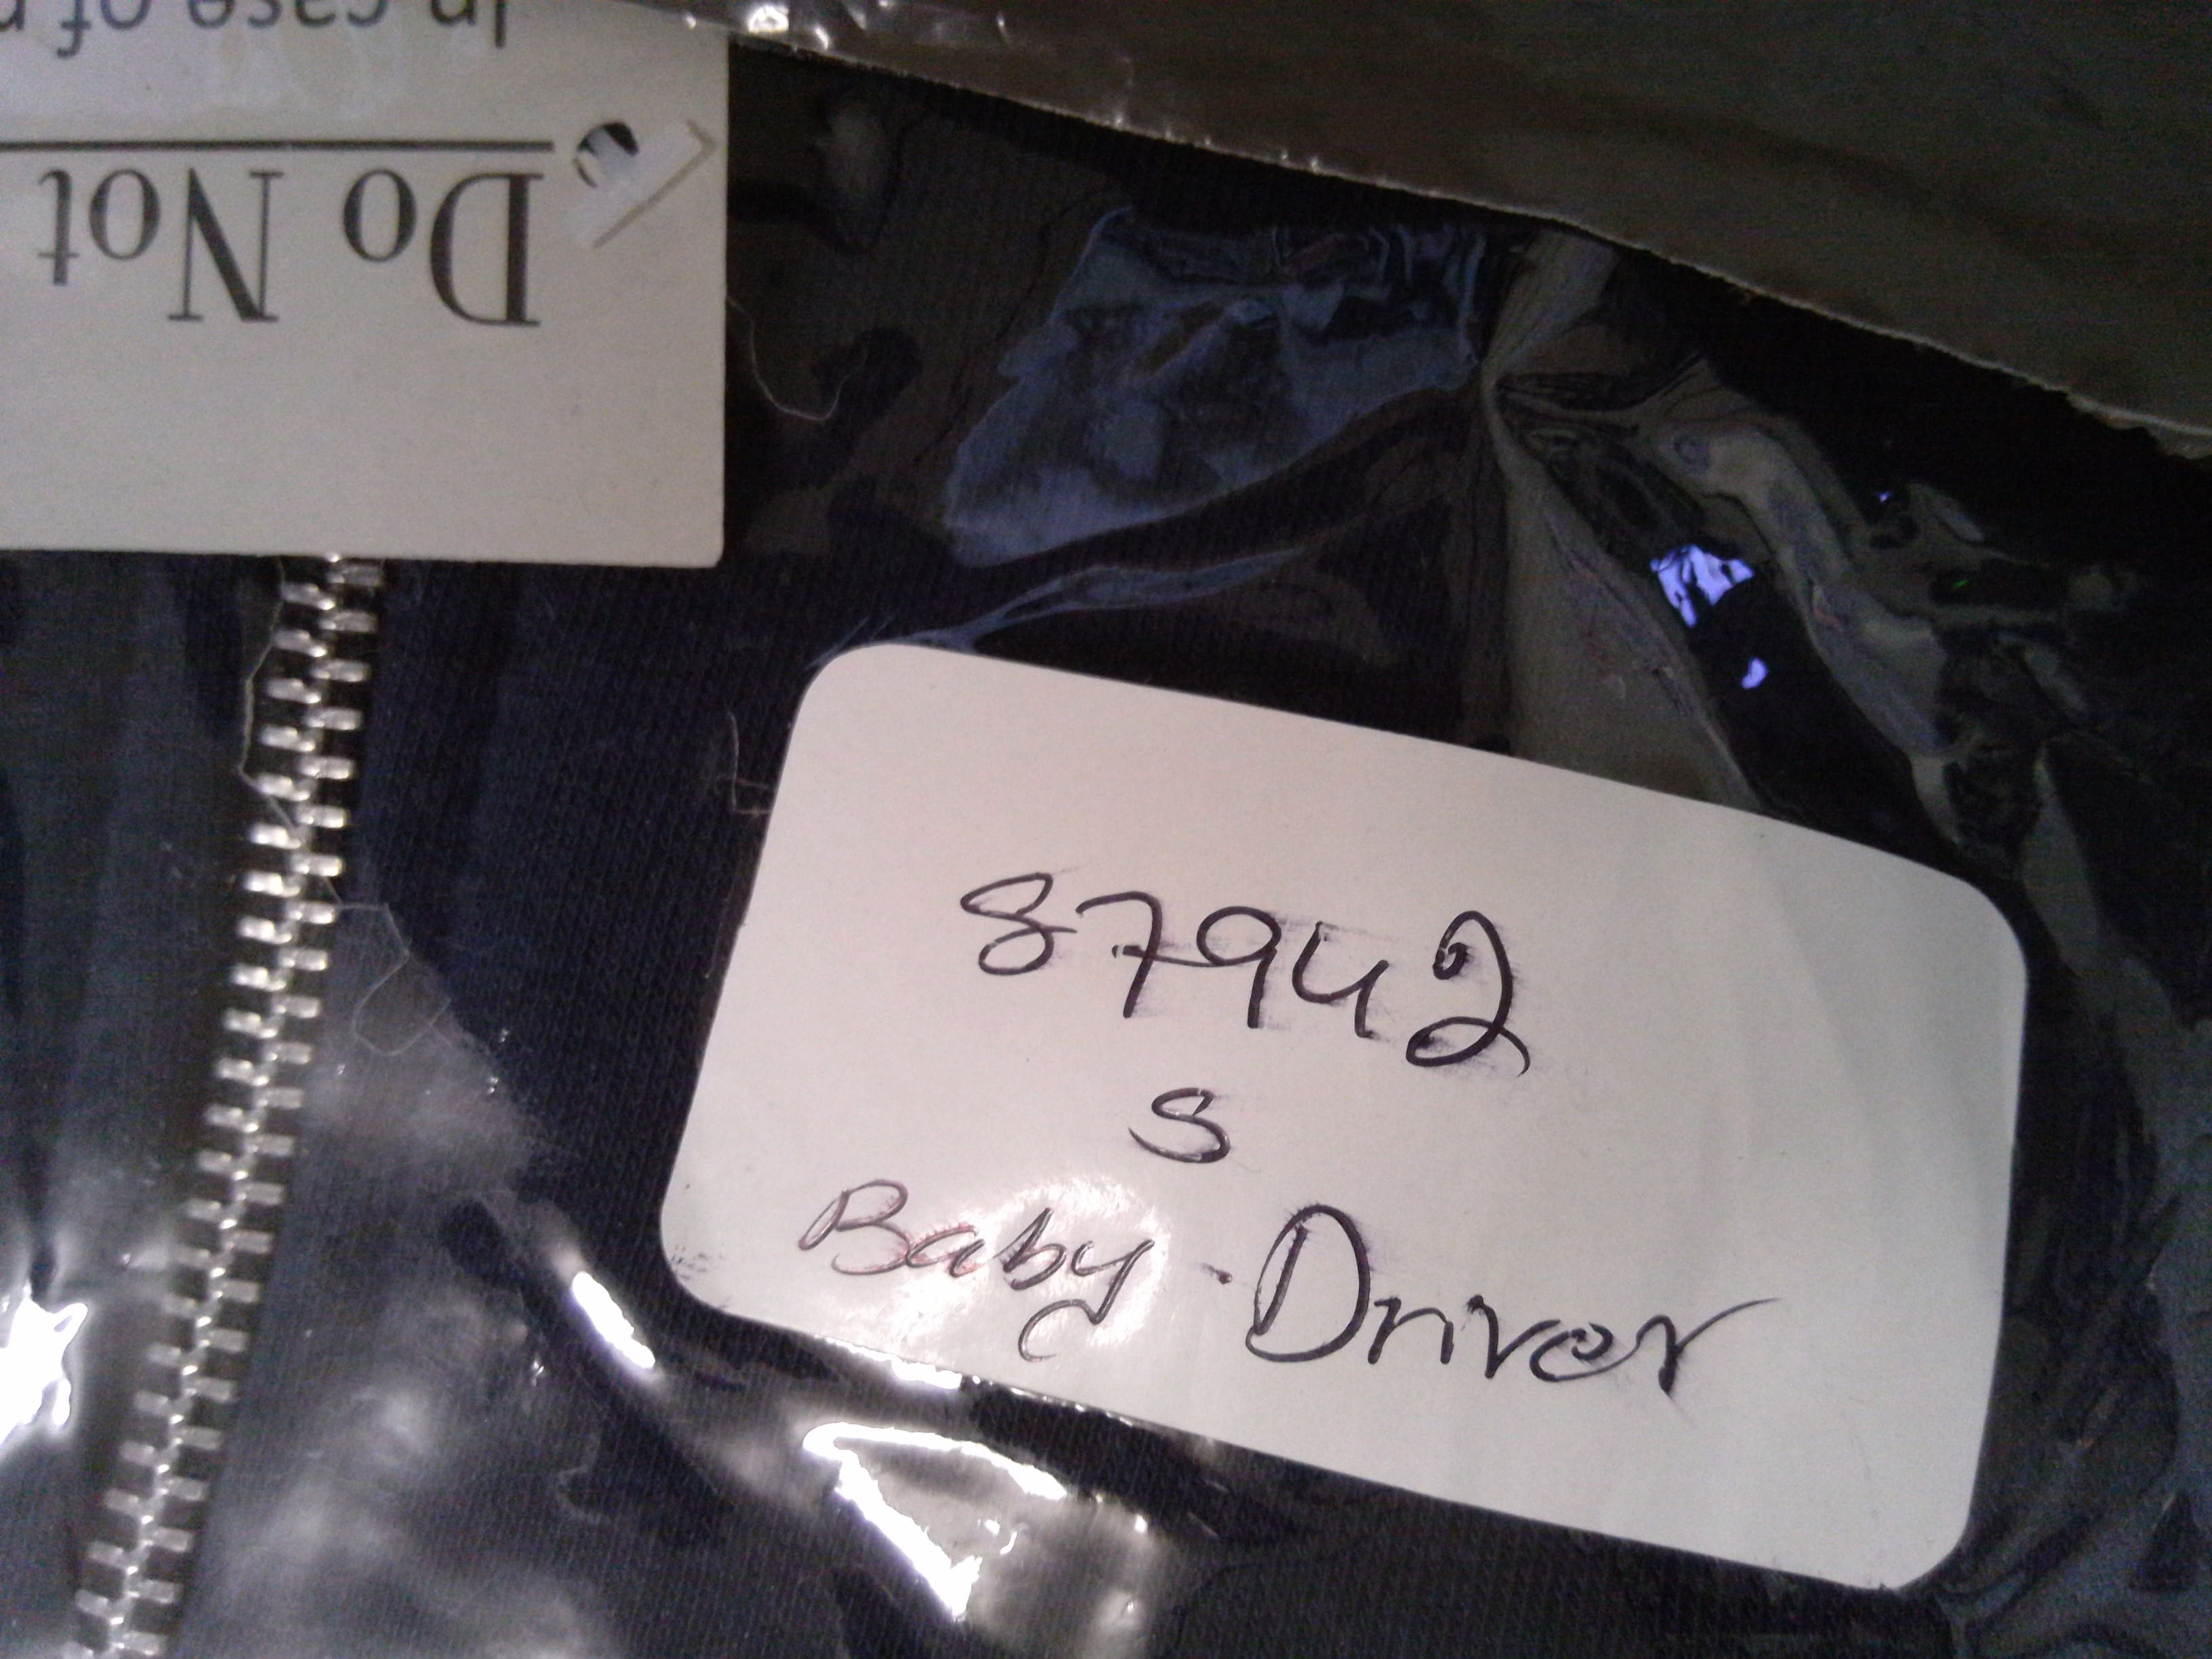 In case of
Do Not
87942
S
Baby-Driver